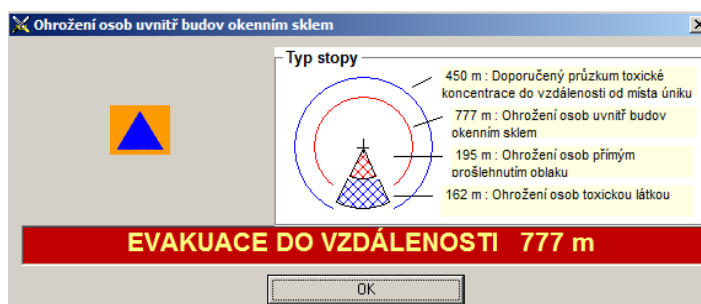 Ohrožení osob uvnitř budov okenním sklem
Typ stopy
450 m : Doporučený průzkum toxické
koncentrace do vzdálenosti od místa úniku
777 m : Ohrožení osob uvnitř budov
okenním sklem
195 m : Ohrožení osob přímým
prošlehnutím oblaku
162 m : Ohrožení osob toxickou látkou
EVAKUACE DO VZDÁLENOSTI 777 m
OK